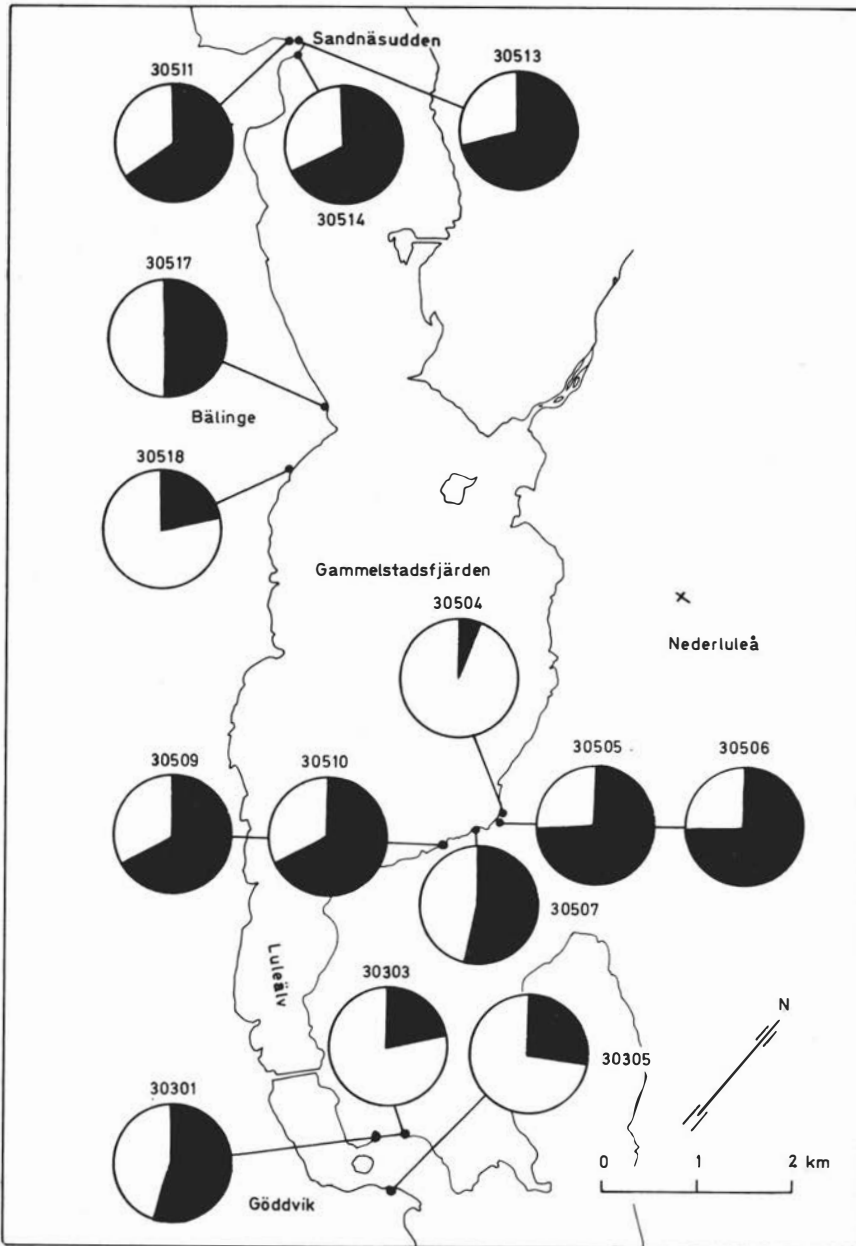 Sandnäsudden
30511
30513
30514
30517
Bälinge
30518
Gammelstadsfjärden
30504
Nederluleå
30509
30510
30505
30506
30507
Luleälv
30303
N
30305
30301
0 1 2 km
Göddvik